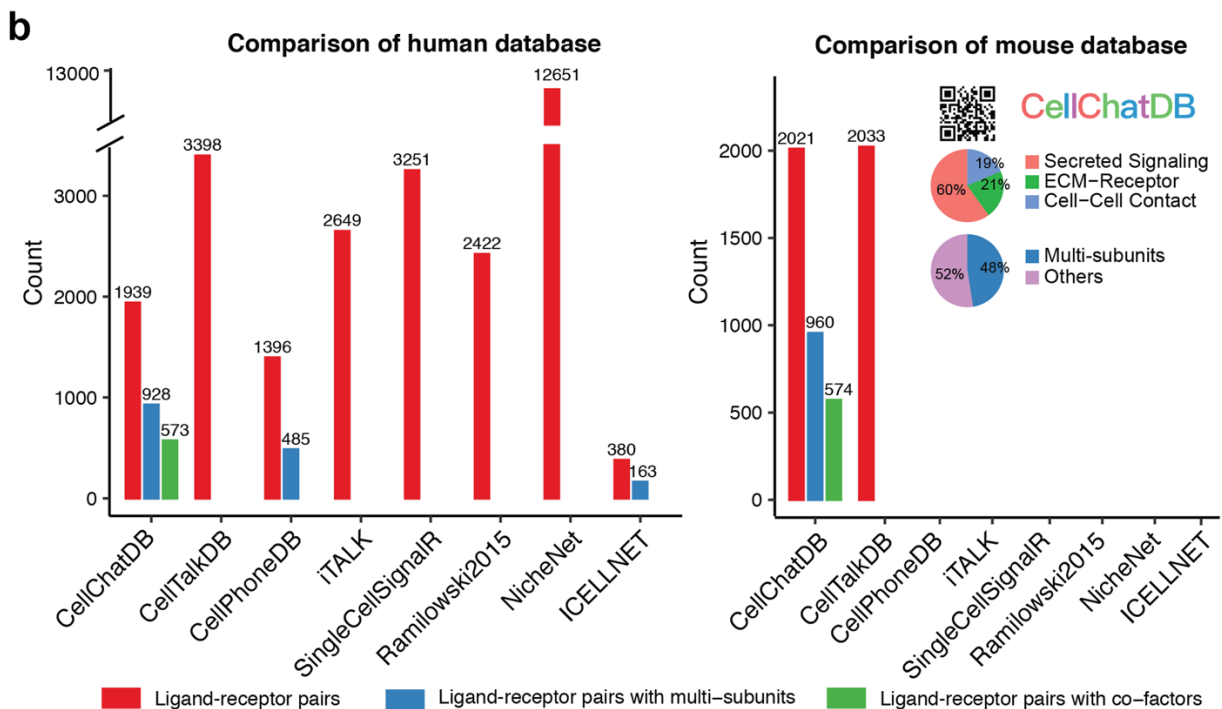 b
Comparison of human database
13000
3000
2000
1000
0
Count
1939
928
573
3398
1396
485
2649
3251
2422
12651
380
163
CellChatDB
CellTalkDB
CellPhoneDB
iTALK
SingleCellSignalR
Ramilowski2015
NicheNet
ICELLNET
Comparison of mouse database
2000
1500
1000
500
0
Count
2021
960
574
2033
CellChatDB
19%
21%
60%
Secreted Signaling
ECM−Receptor
Cell−Cell Contact
52%
48%
Multi-subunits
Others
CellChatDB
CellTalkDB
CellPhoneDB
iTALK
SingleCellSignalR
Ramilowski2015
NicheNet
ICELLNET
Ligand-receptor pairs
Ligand-receptor pairs with multi−subunits
Ligand-receptor pairs with co-factors